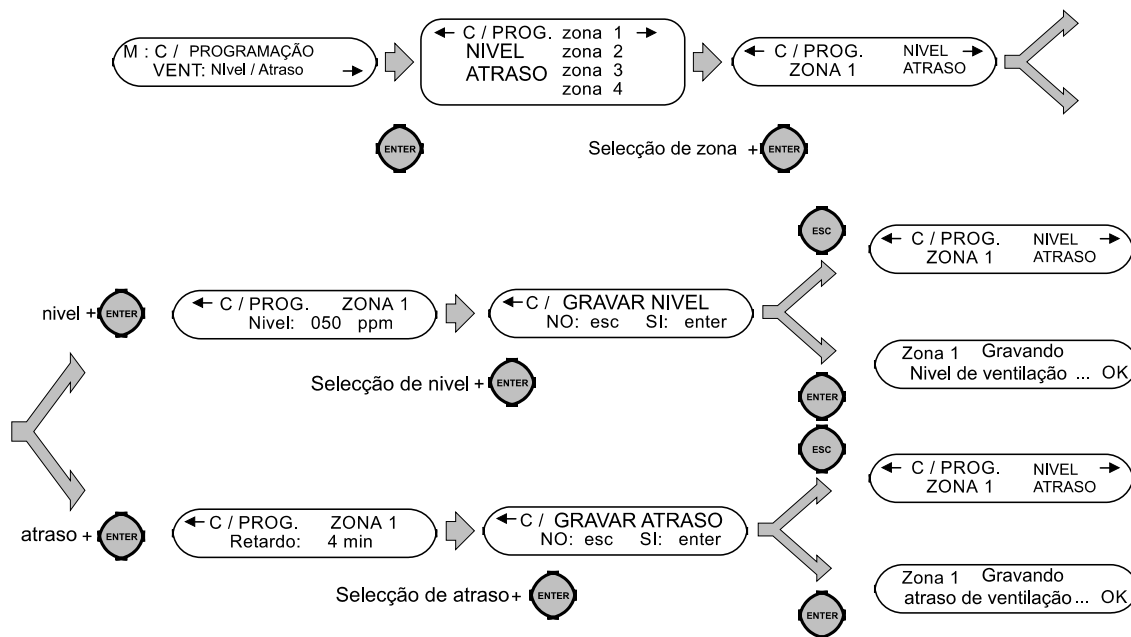 M : C / PROGRAMAÇÃO
VENT: NIvel / Atraso
C / PROG. zona 1
NIVEL zona 2
ATRASO zona 3
zona 4
C / PROG. NIVEL
ZONA 1 ATRASO
ENTER
Selecção de zona + ENTER
nivel + ENTER
C / PROG. ZONA 1
Nivel: 050 ppm
C / GRAVAR NIVEL
NO: esc SI: enter
Selecção de nivel + ENTER
ESC
C / PROG. NIVEL
ZONA 1 ATRASO
Zona 1 Gravando
Nivel de ventilação ... OK
ENTER
atraso + ENTER
C / PROG. ZONA 1
Retardo: 4 min
C / GRAVAR ATRASO
NO: esc SI: enter
Selecção de atraso + ENTER
ESC
C / PROG. NIVEL
ZONA 1 ATRASO
Zona 1 Gravando
atraso de ventilação ... OK
ENTER